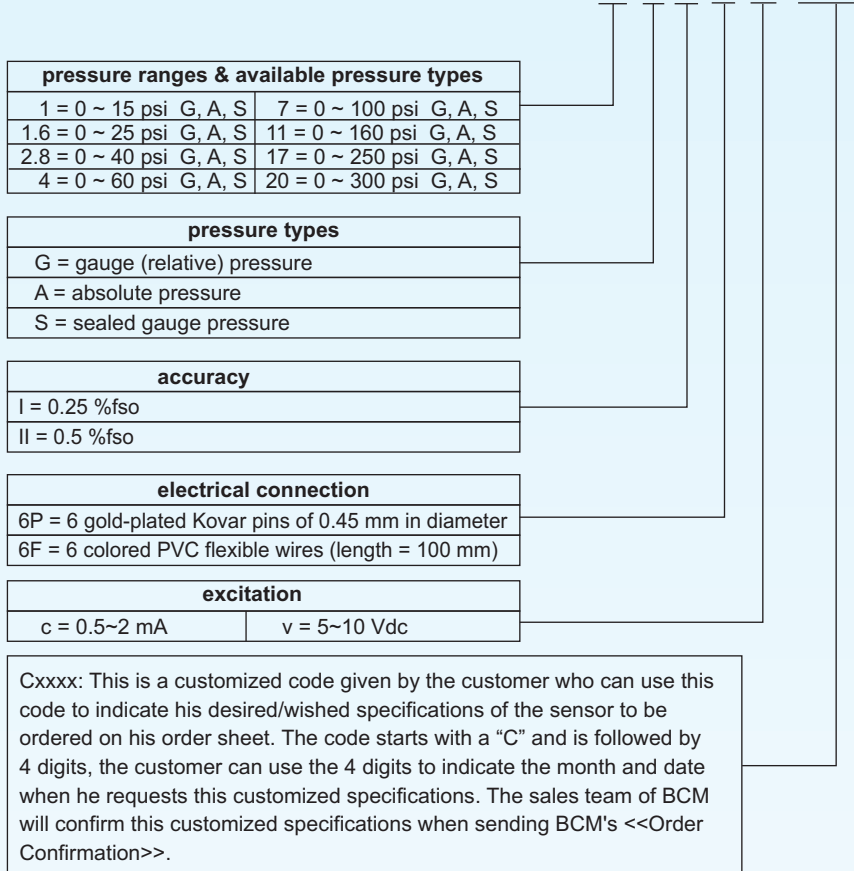 pressure ranges & available pressure types
1 = 0 ~ 15 psi G, A, S 7 = 0 ~ 100 psi G, A, S
1.6 = 0 ~ 25 psi G, A, S 11 = 0 ~ 160 psi G, A, S
2.8 = 0 ~ 40 psi G, A, S 17 = 0 ~ 250 psi G, A, S
4 = 0 ~ 60 psi G, A, S 20 = 0 ~ 300 psi G, A, S
pressure types
G = gauge (relative) pressure
A = absolute pressure
S = sealed gauge pressure
accuracy
I = 0.25 %fso
II = 0.5 %fso
electrical connection
6P = 6 gold-plated Kovar pins of 0.45 mm in diameter
6F = 6 colored PVC flexible wires (length = 100 mm)
excitation
c = 0.5~2 mA v = 5~10 Vdc
Cxxxx: This is a customized code given by the customer who can use this
code to indicate his desired/wished specifications of the sensor to be
ordered on his order sheet. The code starts with a “C” and is followed by
4 digits, the customer can use the 4 digits to indicate the month and date
when he requests this customized specifications. The sales team of BCM
will confirm this customized specifications when sending BCM's <<Order
Confirmation>>.